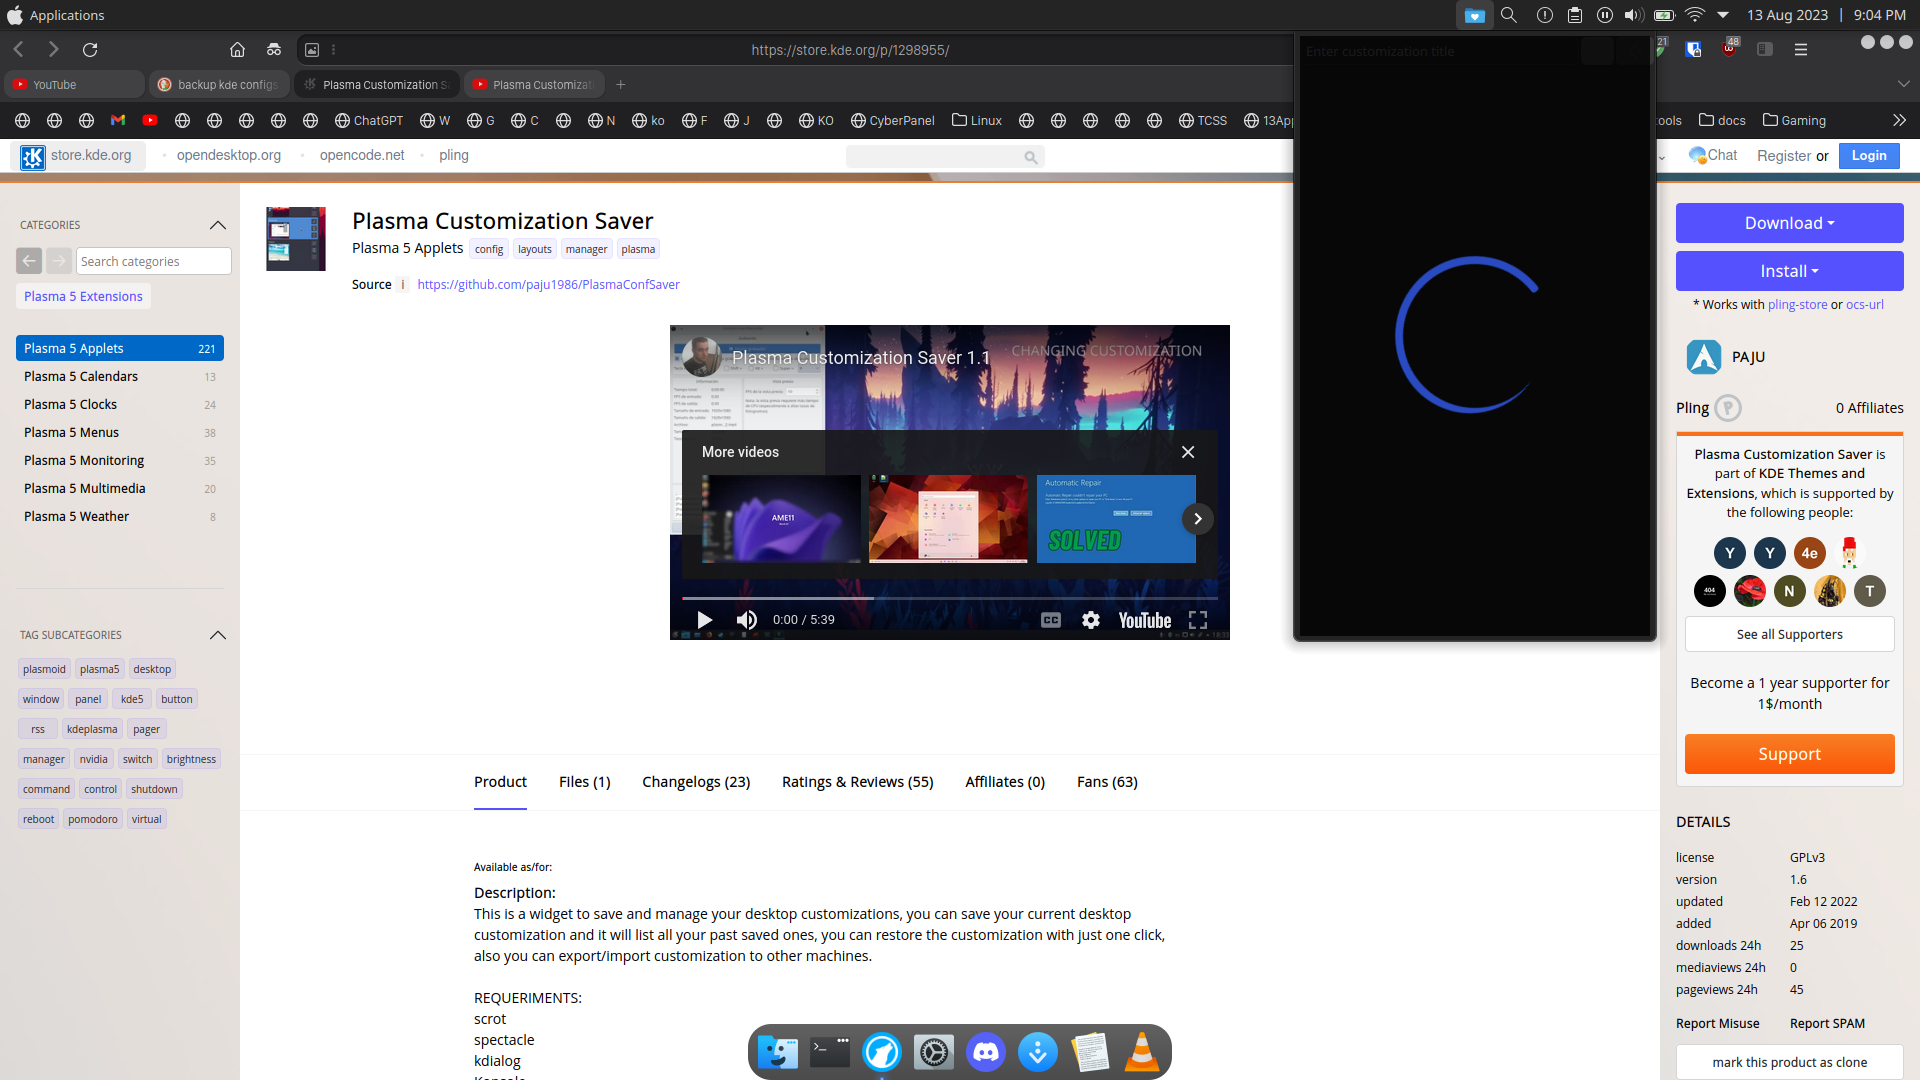 Applications
13 Aug 2023 | 9:04 PM
https://store.kde.org/p/1298955/
Enter customization title
21
48
YouTube
backup kde configs
Plasma Customization S
Plasma Customizat
ChatGPT
W
G
C
N
ko
F
J
KO
CyberPanel
Linux
TCSS
13Ap
ools
docs
Gaming
store.kde.org
opendesktop.org
opencode.net
pling
Chat
Register or
Login
CATEGORIES
Search categories
Plasma 5 Extensions
Plasma 5 Applets 221
Plasma 5 Calendars 13
Plasma 5 Clocks 24
Plasma 5 Menus 38
Plasma 5 Monitoring 35
Plasma 5 Multimedia 20
Plasma 5 Weather 8
TAG SUBCATEGORIES
plasmoid plasma5 desktop
window panel kde5 button
rss kdeplasma pager
manager nvidia switch brightness
command control shutdown
reboot pomodoro virtual
Plasma Customization Saver
Plasma 5 Applets config layouts manager plasma
Source i https://github.com/paju1986/PlasmaConfSaver
Plasma Customization Saver 1.1
CHANGING CUSTOMIZATION
More videos
AME11
Automatic Repair
SOLVED
0:00 / 5:39
CC
YouTube
Product Files (1) Changelogs (23) Ratings & Reviews (55) Affiliates (0) Fans (63)
Available as/for:
Description:
This is a widget to save and manage your desktop customizations, you can save your current desktop
customization and it will list all your past saved ones, you can restore the customization with just one click,
also you can export/import customization to other machines.
REQUERIMENTS:
scrot
spectacle
kdialog
Download
Install
* Works with pling-store or ocs-url
PAJU
Pling P 0 Affiliates
Plasma Customization Saver is
part of KDE Themes and
Extensions, which is supported by
the following people:
Y Y 4e
404 N T
See all Supporters
Become a 1 year supporter for
1$/month
Support
DETAILS
license GPLv3
version 1.6
updated Feb 12 2022
added Apr 06 2019
downloads 24h 25
mediaviews 24h 0
pageviews 24h 45
Report Misuse Report SPAM
mark this product as clone